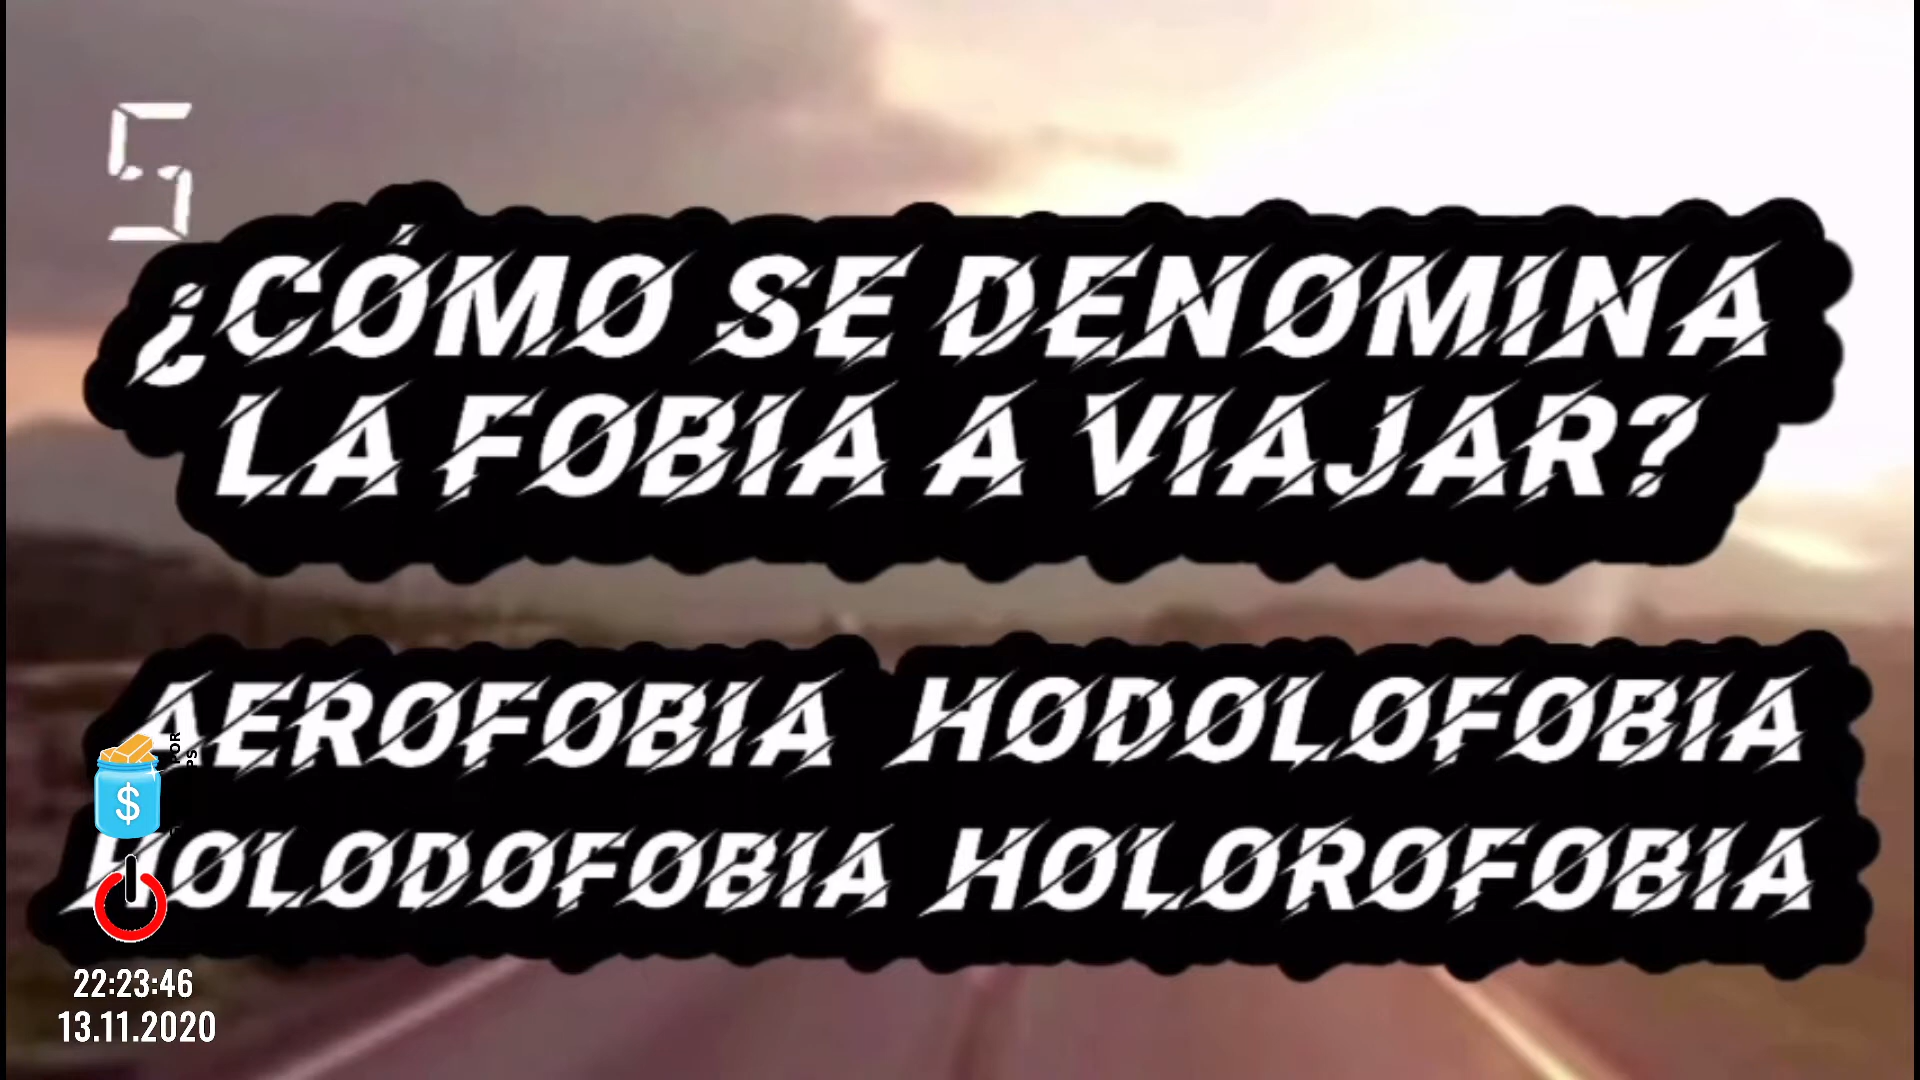 5
¿CÓMO SE DENOMINA
LA FOBIA A VIAJAR?
AEROFOBIA HODOLOFOBIA
HOLODOFOBIA HOLOROFOBIA
$
22:23:46
13.11.2020